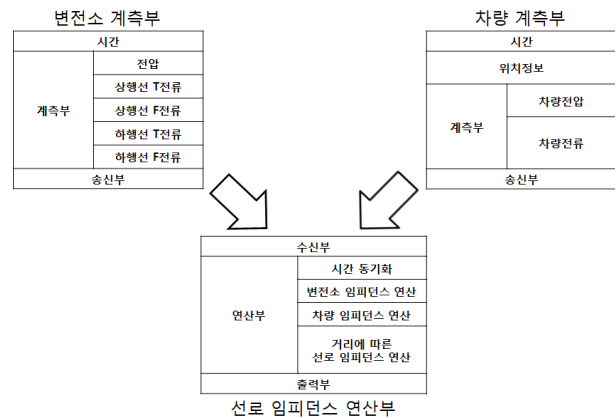 변전소 계측부
시간
계측부
전압
상행선 T전류
상행선 F전류
하행선 T전류
하행선 F전류
송신부
차량 계측부
시간
위치정보
계측부
차량전압
차량전류
송신부
수신부
연산부
시간 동기화
변전소 임피던스 연산
차량 임피던스 연산
거리에 따른
선로 임피던스 연산
출력부
선로 임피던스 연산부